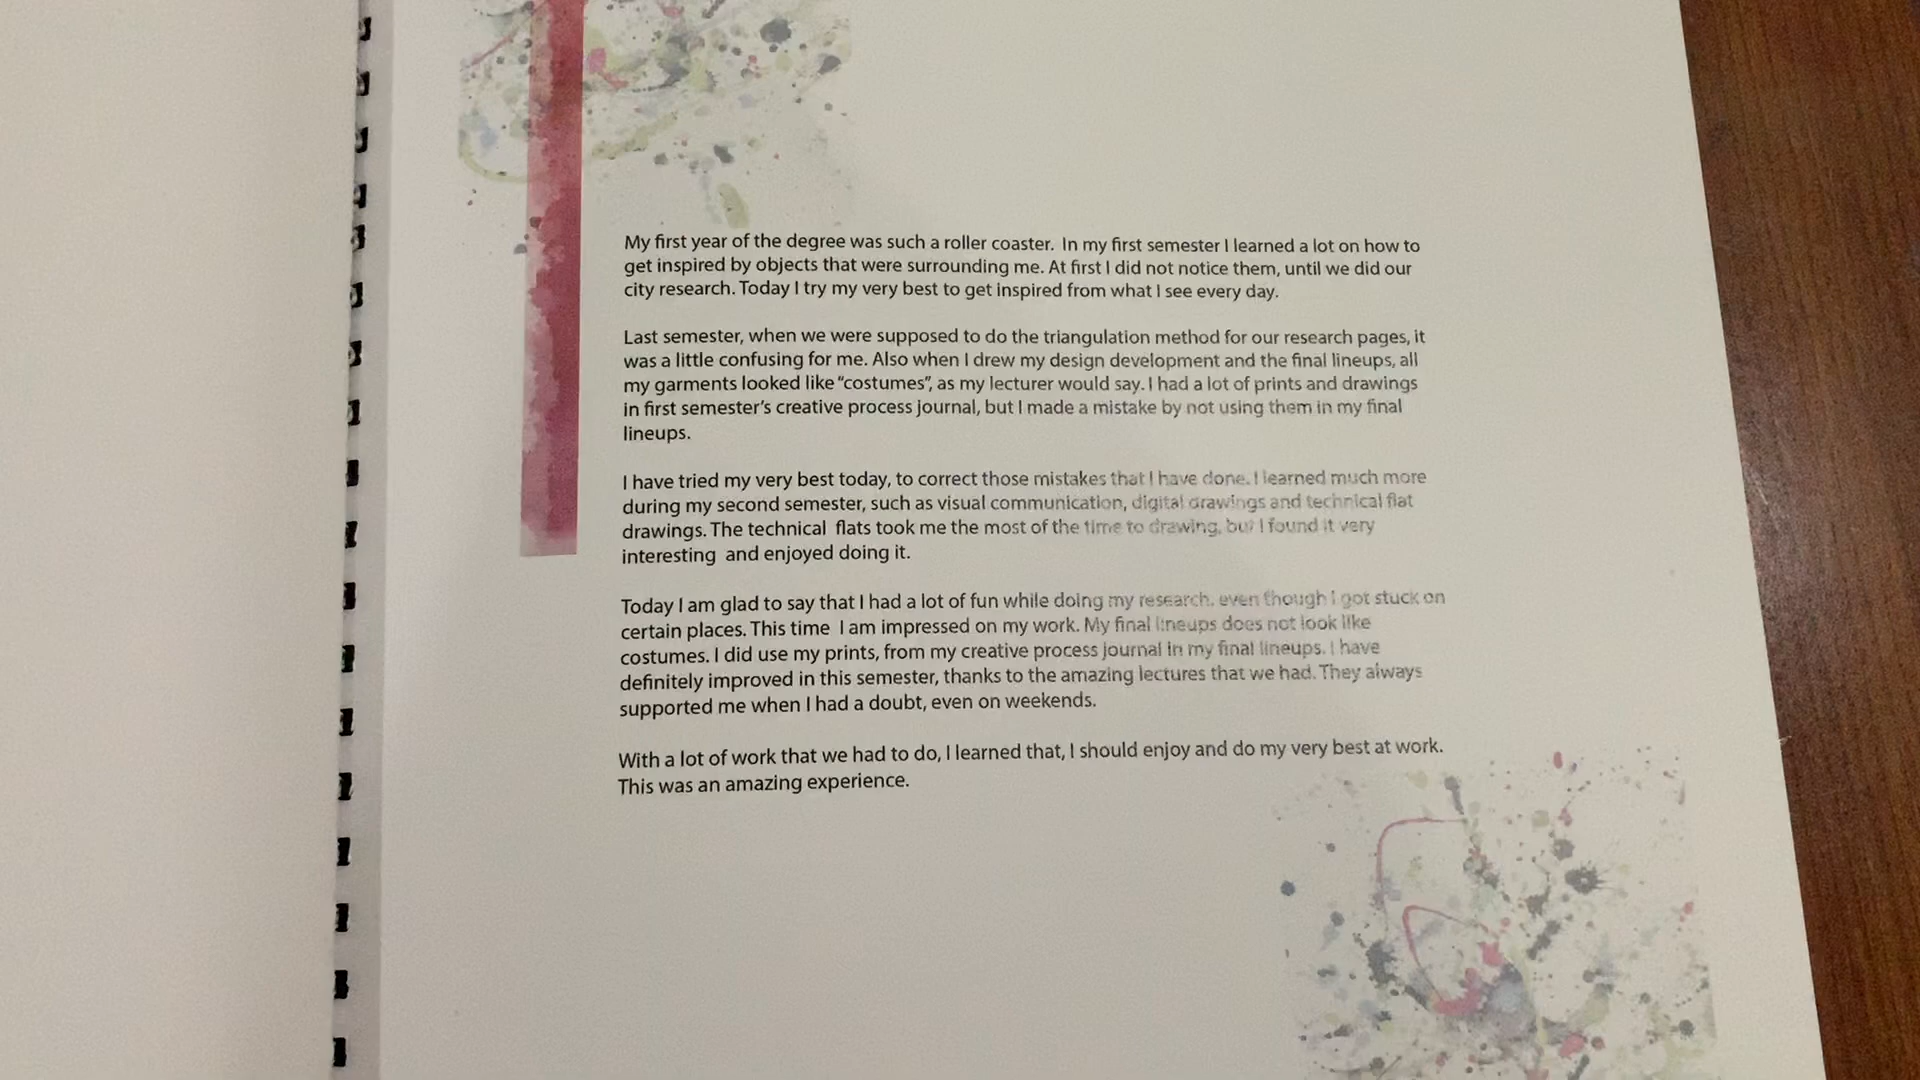 My first year of the degree was such a roller coaster. In my first semester I learned a lot on how to
get inspired by objects that were surrounding me. At first I did not notice them, until we did our
city research. Today I try my very best to get inspired from what I see every day.
Last semester, when we were supposed to do the triangulation method for our research pages, it
was a little confusing for me. Also when I drew my design development and the final lineups, all
my garments looked like “costumes”, as my lecturer would say. I had a lot of prints and drawings
in first semester’s creative process journal, but I made a mistake by not using them in my final
lineups.
I have tried my very best today, to correct those mistakes that I have done. I learned much more
during my second semester, such as visual communication, digital drawings and technical flat
drawings. The technical flats took me the most of the time to drawing, but I found it very
interesting and enjoyed doing it.
Today I am glad to say that I had a lot of fun while doing my research, even though I got stuck on
certain places. This time I am impressed on my work. My final lineups does not look like
costumes. I did use my prints, from my creative process journal in my final lineups. I have
definitely improved in this semester, thanks to the amazing lectures that we had. They always
supported me when I had a doubt, even on weekends.
With a lot of work that we had to do, I learned that, I should enjoy and do my very best at work.
This was an amazing experience.